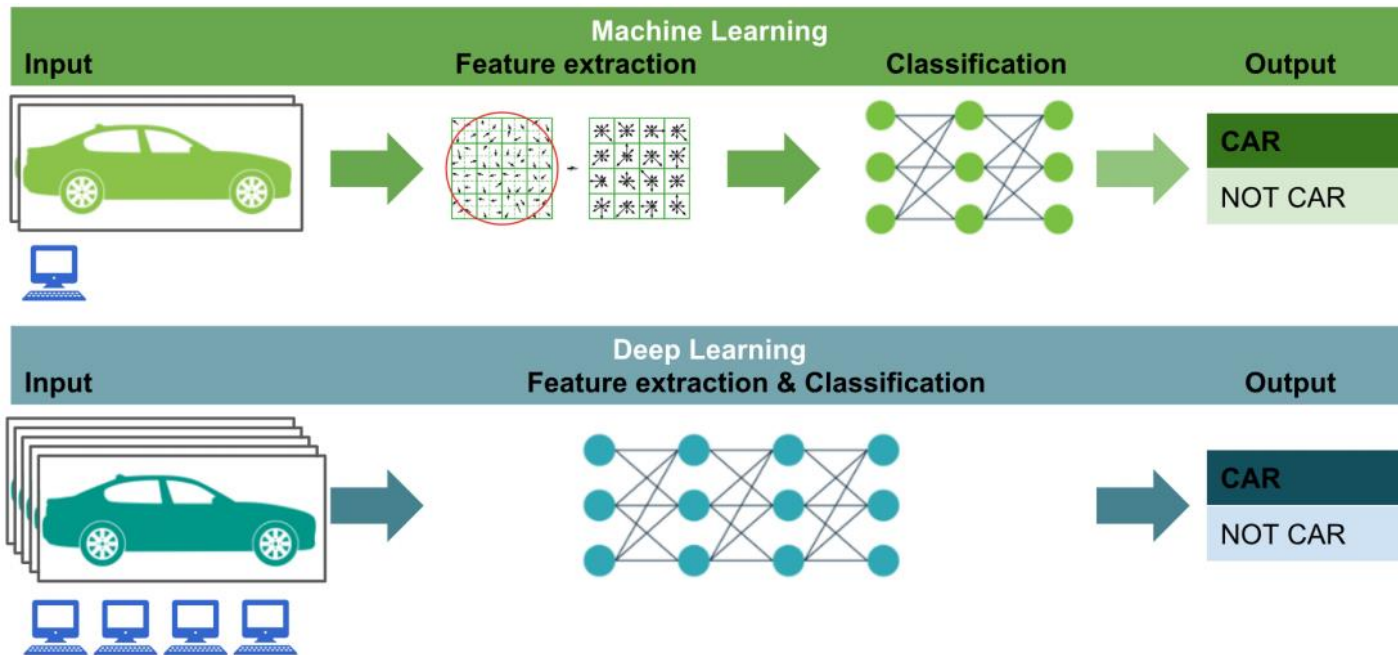 Machine Learning
Input Feature extraction Classification Output
CAR
NOT CAR
Deep Learning
Input Feature extraction & Classification Output
CAR
NOT CAR